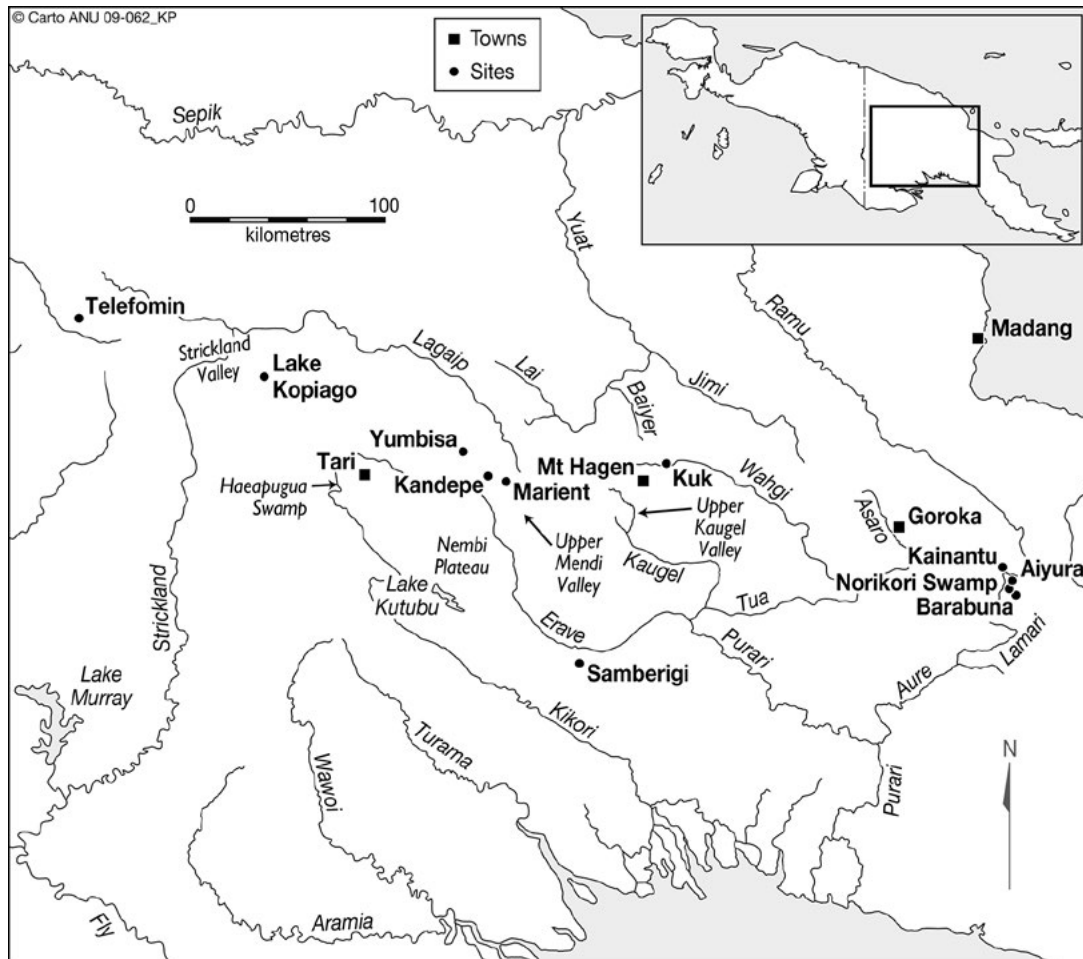 © Carto ANU 09-062_KP
Towns
Sites
Sepik
0
100
kilometres
Yuat
Telefomin
Ramu
Madang
Strickland
Valley
Lagaip
Lake
Kopiago
Lai
Baiyer
Jimi
Yumbisa
Tari
Kandepe
Marient
Mt Hagen
Kuk
Wahgi
Haeapugua
Swamp
Upper
Kaugel
Valley
Asaro
Goroka
Nembi
Plateau
Upper
Mendi
Valley
Kaugel
Kainantu
Aiyura
Norikori Swamp
Barabuna
Lake
Kutubu
Tua
Strickland
Erave
Purari
Lamari
Samberigi
Aure
Lake
Murray
Kikori
Turama
Wawoi
Purari
N
Fly
Aramia